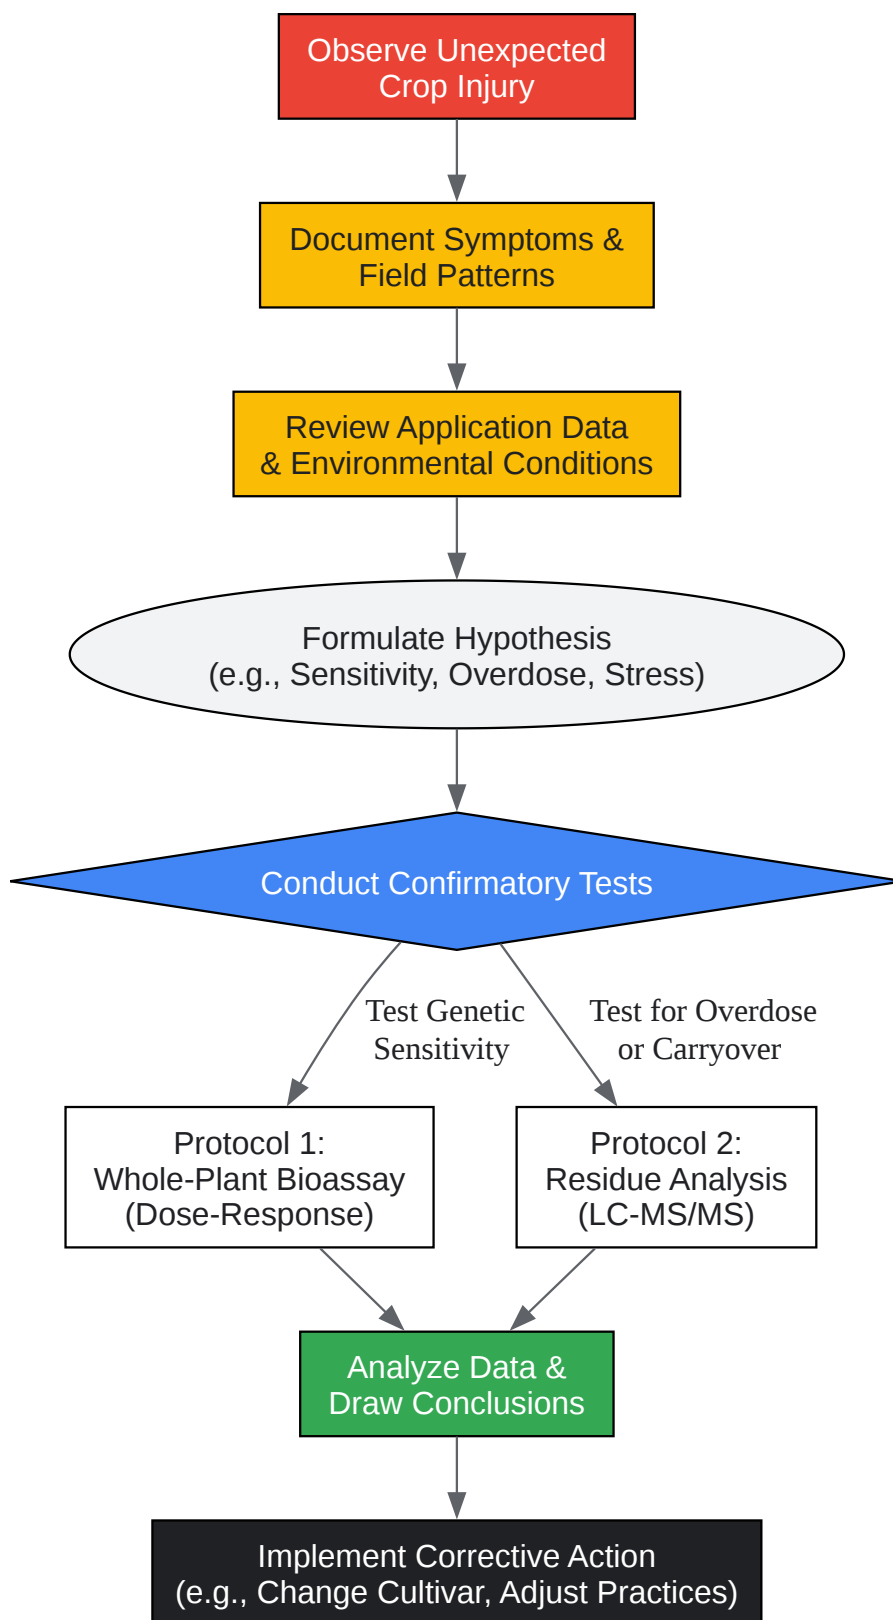 Observe Unexpected
Crop Injury
Document Symptoms &
Field Patterns
Review Application Data
& Environmental Conditions
Formulate Hypothesis
(e.g., Sensitivity, Overdose, Stress)
Conduct Confirmatory Tests
Test Genetic
Sensitivity
Test for Overdose
or Carryover
Protocol 1:
Whole-Plant Bioassay
(Dose-Response)
Protocol 2:
Residue Analysis
(LC-MS/MS)
Analyze Data &
Draw Conclusions
Implement Corrective Action
(e.g., Change Cultivar, Adjust Practices)